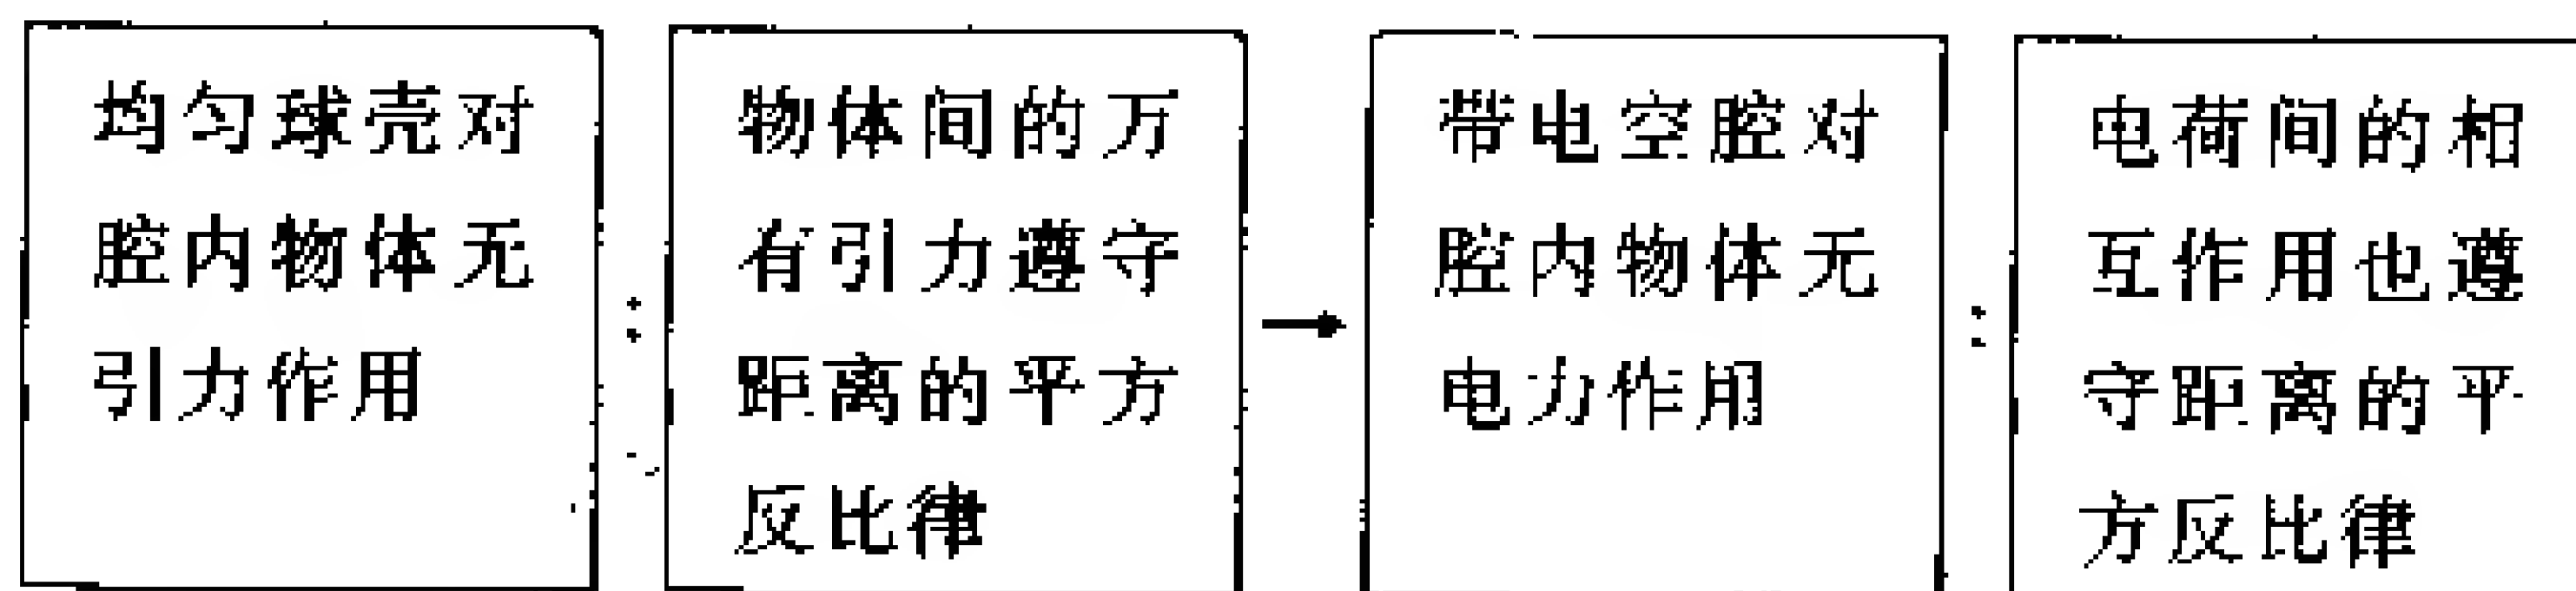 均匀球壳对
腔内物体无
引力作用
:
物体间的万
有引力遵守
距离的平方
反比律
→
带电空腔对
腔内物体无
电力作用
:
电荷间的相
互作用也遵
守距离的平
方反比律